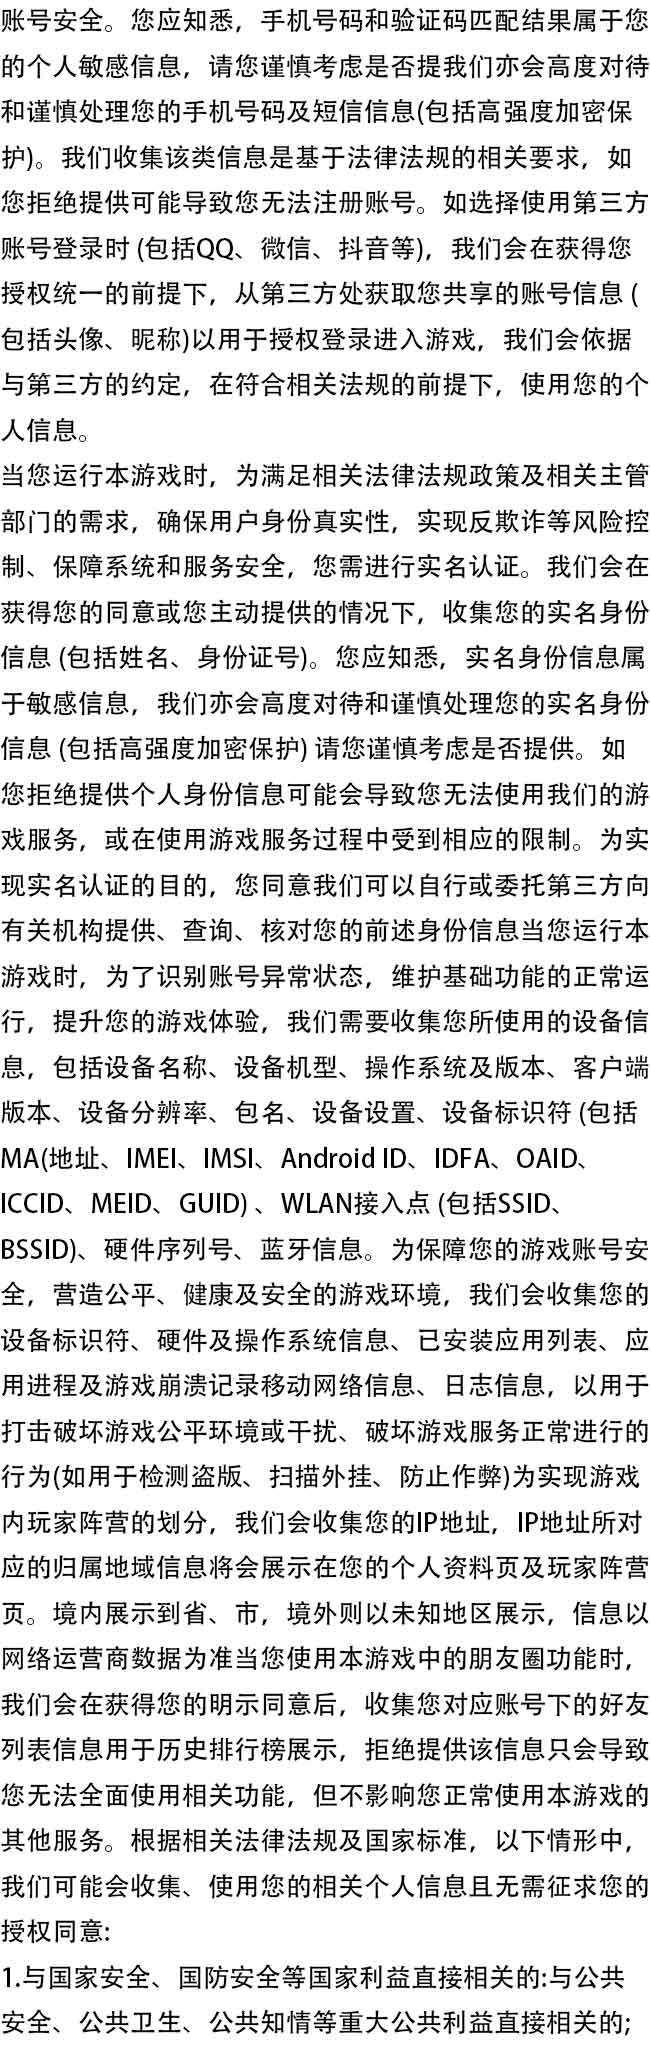 账号安全。您应知悉，手机号码和验证码匹配结果属于您
的个人敏感信息，请您谨慎考虑是否提我们亦会高度对待
和谨慎处理您的手机号码及短信信息(包括高强度加密保
护)。我们收集该类信息是基于法律法规的相关要求，如
您拒绝提供可能导致您无法注册账号。如选择使用第三方
账号登录时 (包括QQ、微信、抖音等)，我们会在获得您
授权统一的前提下，从第三方处获取您共享的账号信息 (
包括头像、昵称)以用于授权登录进入游戏，我们会依据
与第三方的约定，在符合相关法规的前提下，使用您的个
人信息。
当您运行本游戏时，为满足相关法律法规政策及相关主管
部门的需求，确保用户身份真实性，实现反欺诈等风险控
制、保障系统和服务安全，您需进行实名认证。我们会在
获得您的同意或您主动提供的情况下，收集您的实名身份
信息 (包括姓名、身份证号)。您应知悉，实名身份信息属
于敏感信息，我们亦会高度对待和谨慎处理您的实名身份
信息 (包括高强度加密保护) 请您谨慎考虑是否提供。如
您拒绝提供个人身份信息可能会导致您无法使用我们的游
戏服务，或在使用游戏服务过程中受到相应的限制。为实
现实名认证的目的，您同意我们可以自行或委托第三方向
有关机构提供、查询、核对您的前述身份信息当您运行本
游戏时，为了识别账号异常状态，维护基础功能的正常运
行，提升您的游戏体验，我们需要收集您所使用的设备信
息，包括设备名称、设备机型、操作系统及版本、客户端
版本、设备分辨率、包名、设备设置、设备标识符 (包括
MA(地址、IMEI、IMSI、Android ID、IDFA、OAID、
ICCID、MEID、GUID) 、WLAN接入点 (包括SSID、
BSSID)、硬件序列号、蓝牙信息。为保障您的游戏账号安
全，营造公平、健康及安全的游戏环境，我们会收集您的
设备标识符、硬件及操作系统信息、已安装应用列表、应
用进程及游戏崩溃记录移动网络信息、日志信息，以用于
打击破坏游戏公平环境或干扰、破坏游戏服务正常进行的
行为(如用于检测盗版、扫描外挂、防止作弊)为实现游戏
内玩家阵营的划分，我们会收集您的IP地址，IP地址所对
应的归属地域信息将会展示在您的个人资料页及玩家阵营
页。境内展示到省、市，境外则以未知地区展示，信息以
网络运营商数据为准当您使用本游戏中的朋友圈功能时，
我们会在获得您的明示同意后，收集您对应账号下的好友
列表信息用于历史排行榜展示，拒绝提供该信息只会导致
您无法全面使用相关功能，但不影响您正常使用本游戏的
其他服务。根据相关法律法规及国家标准，以下情形中，
我们可能会收集、使用您的相关个人信息且无需征求您的
授权同意:
1.与国家安全、国防安全等国家利益直接相关的:与公共
安全、公共卫生、公共知情等重大公共利益直接相关的;